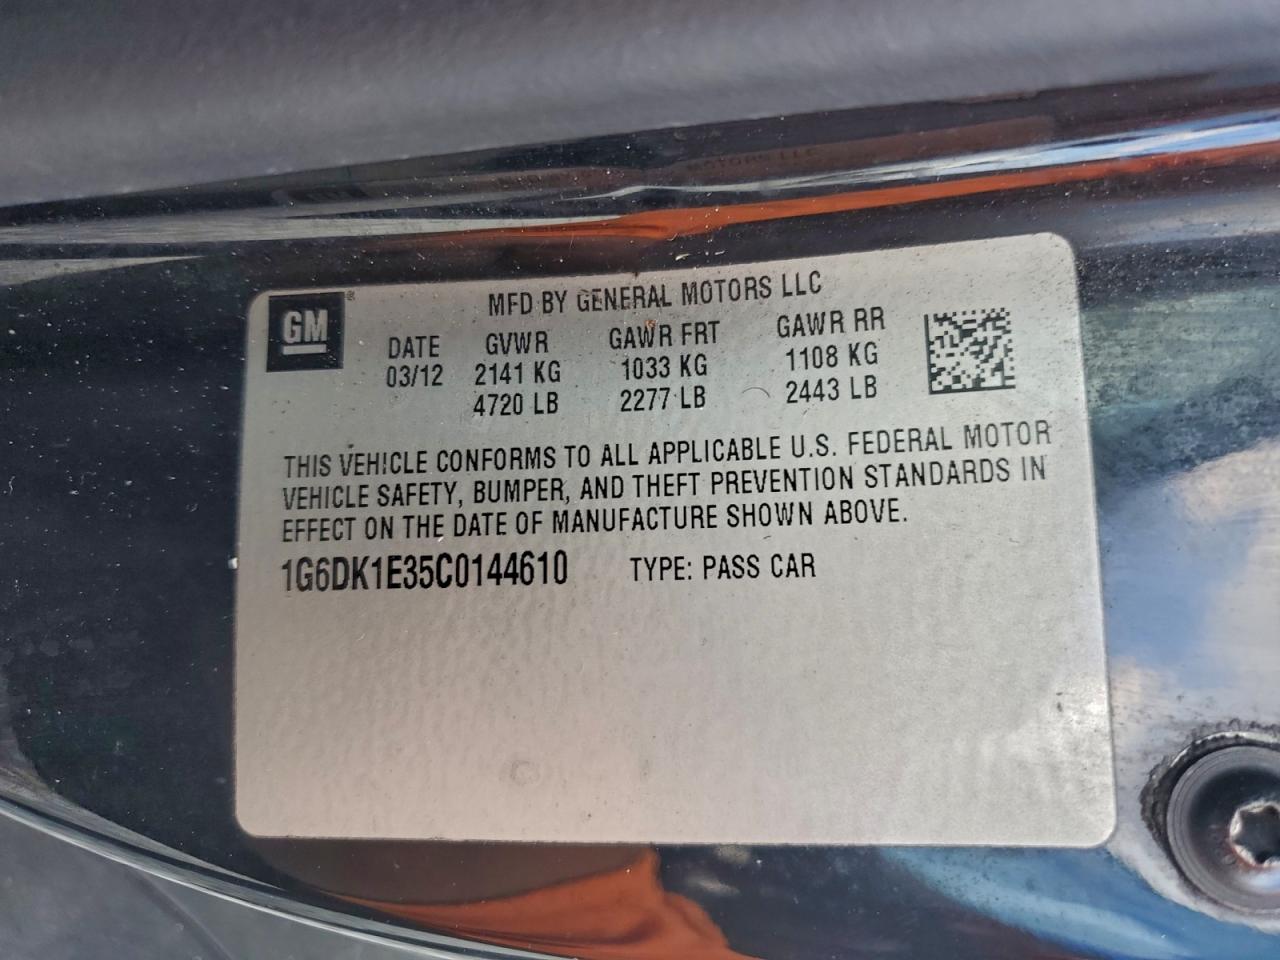 GM
MFD BY GENERAL MOTORS LLC
DATE GVWR GAWR FRT GAWR RR
03/12 2141 KG 1033 KG 1108 KG
4720 LB 2277 LB 2443 LB
THIS VEHICLE CONFORMS TO ALL APPLICABLE U.S. FEDERAL MOTOR
VEHICLE SAFETY, BUMPER, AND THEFT PREVENTION STANDARDS IN
EFFECT ON THE DATE OF MANUFACTURE SHOWN ABOVE.
1G6DK1E35C0144610 TYPE: PASS CAR